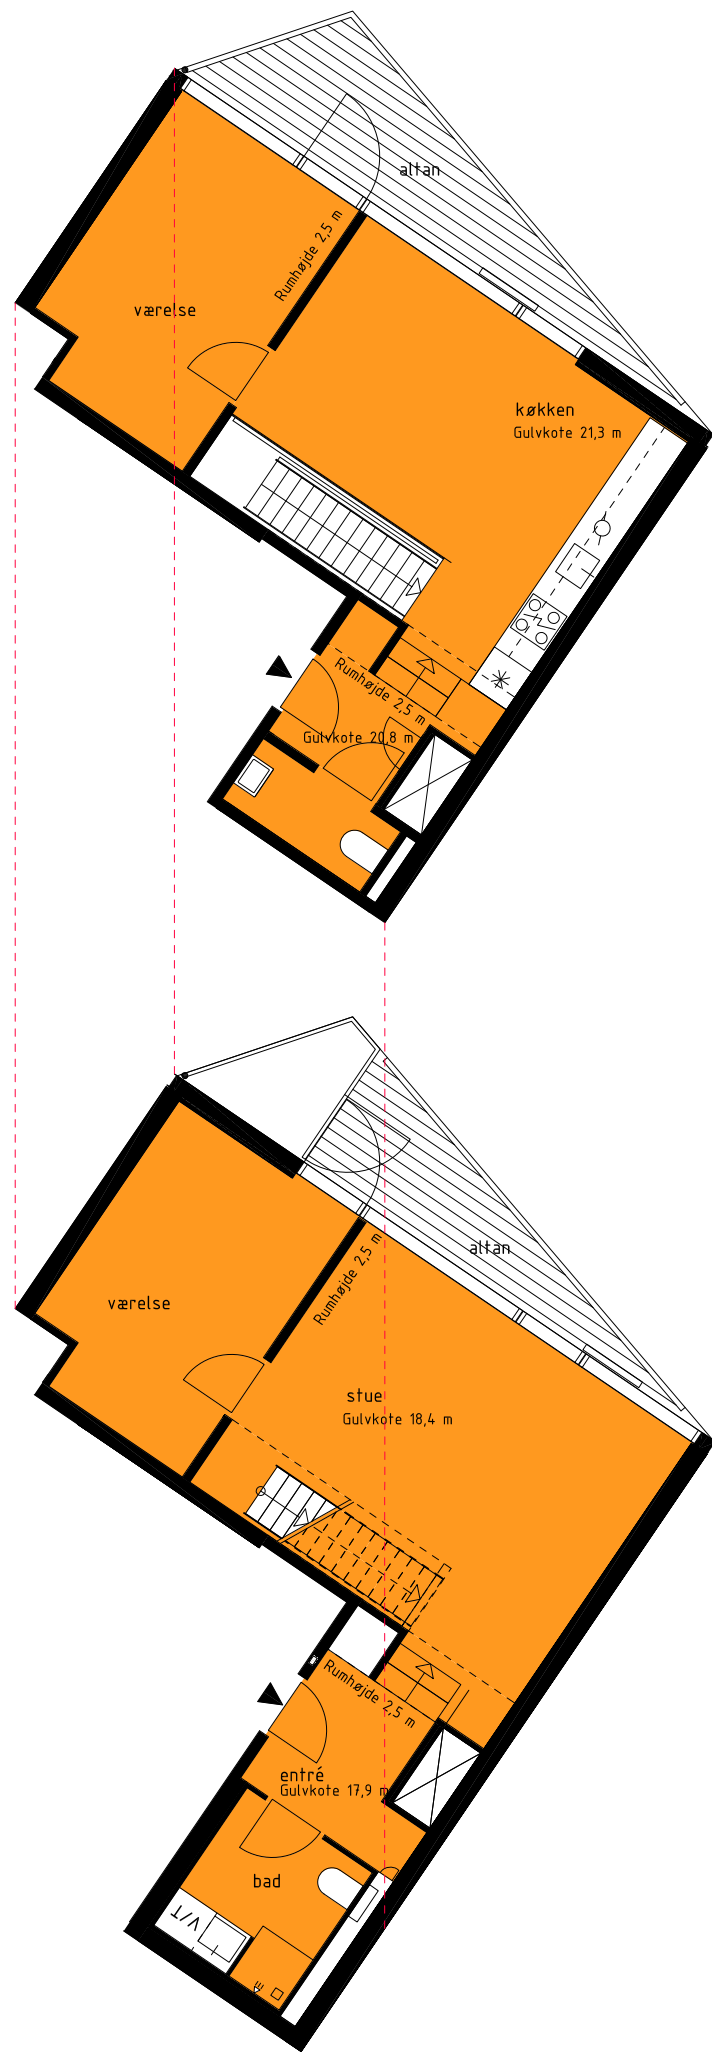 altan
Rumhøjde 2,5 m
værelse
køkken
Gulvkote 21,3 m
Rumhøjde 2,5 m
Gulvkote 20,8 m
altan
Rumhøjde 2,5 m
værelse
stue
Gulvkote 18,4 m
Rumhøjde 2,5 m
entré
Gulvkote 17,9 m
bad
V/T